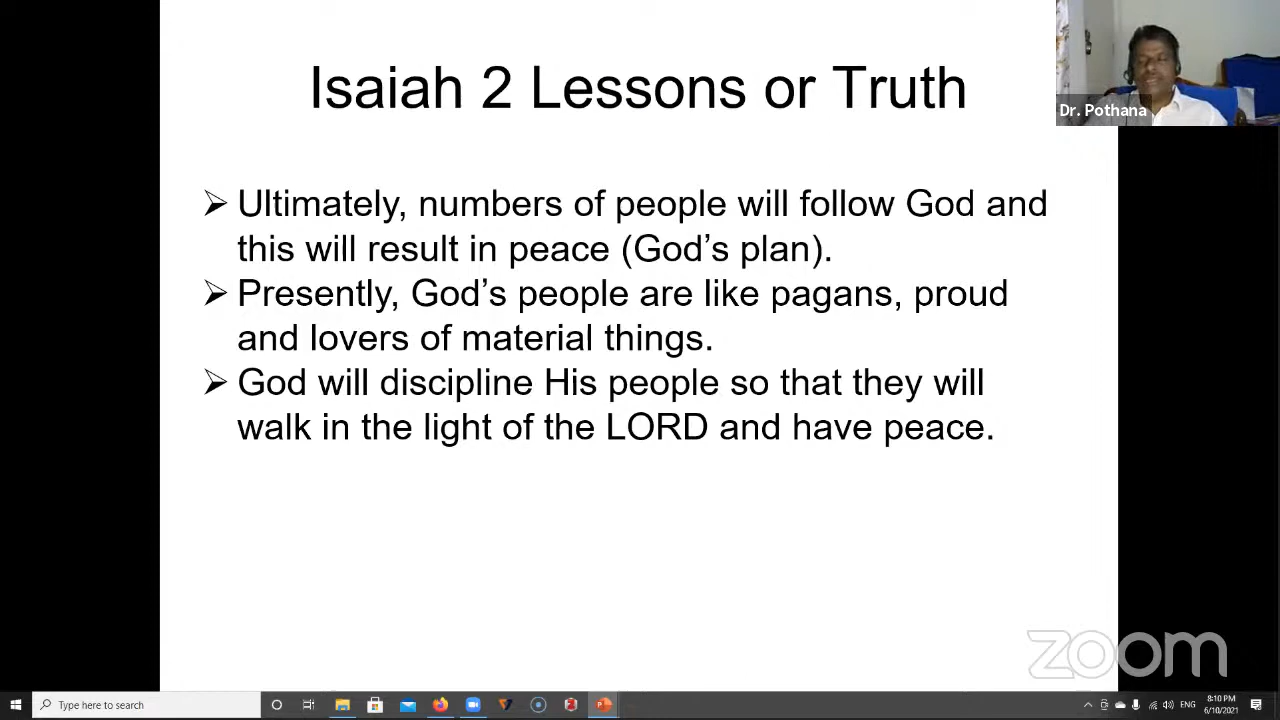 Isaiah 2 Lessons or Truth
Dr. Pothana
➢ Ultimately, numbers of people will follow God and
this will result in peace (God’s plan).
➢ Presently, God’s people are like pagans, proud
and lovers of material things.
➢ God will discipline His people so that they will
walk in the light of the LORD and have peace.
zoom
Type here to search
ENG
8:10 PM
6/10/2021